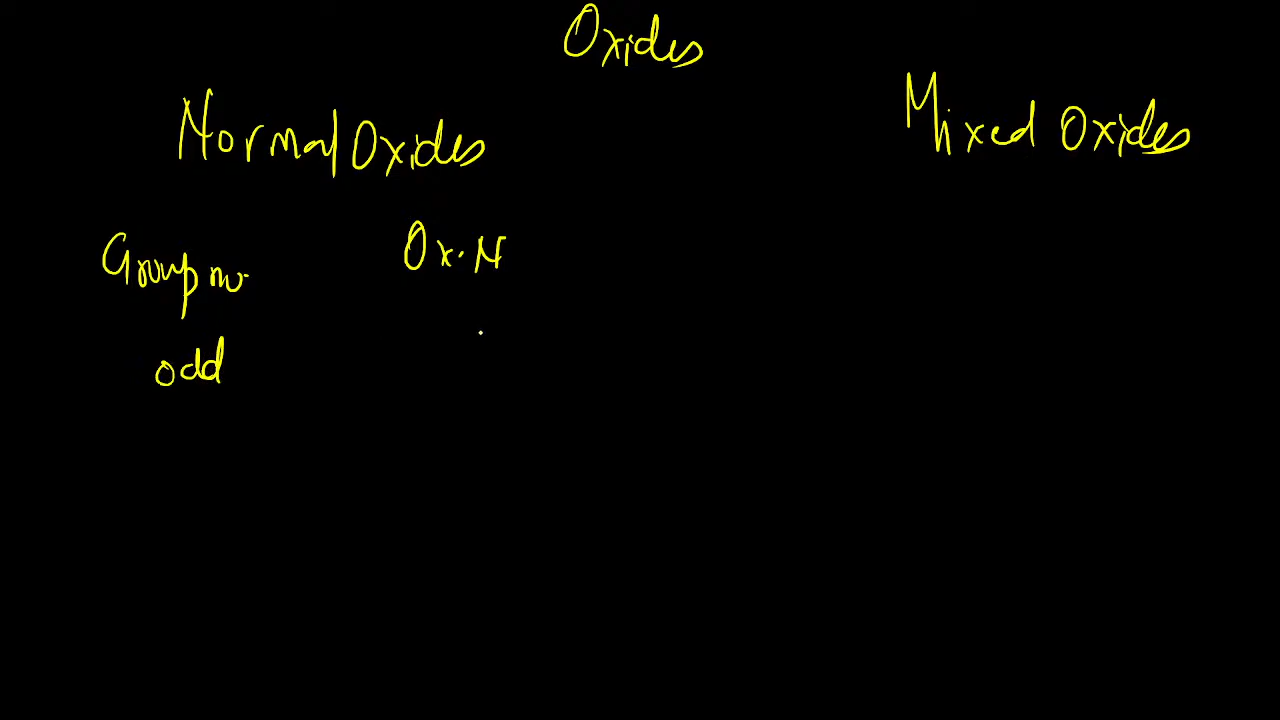 Oxides
Normal Oxides
Mixed Oxides
Group no. Ox. N
odd